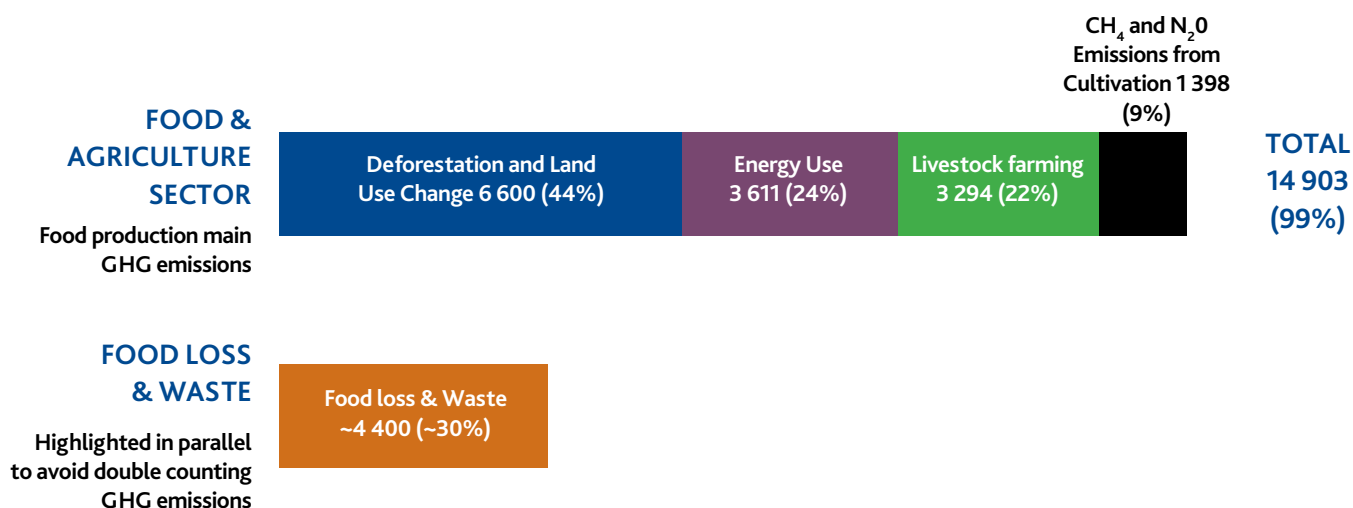 CH₄ and N₂0
Emissions from
Cultivation 1 398
(9%)
FOOD &
AGRICULTURE
SECTOR
Food production main
GHG emissions
Deforestation and Land
Use Change 6 600 (44%)
Energy Use
3 611 (24%)
Livestock farming
3 294 (22%)
TOTAL
14 903
(99%)
FOOD LOSS
& WASTE
Highlighted in parallel
to avoid double counting
GHG emissions
Food loss & Waste
~4 400 (~30%)